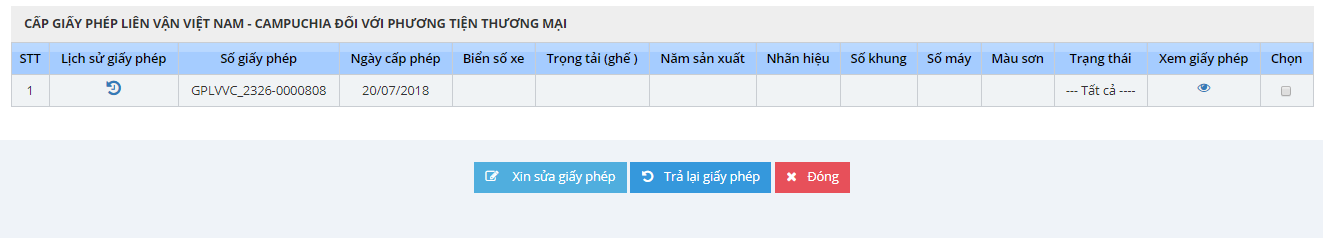 CẤP GIẤY PHÉP LIÊN VẬN VIỆT NAM - CAMPUCHIA ĐỐI VỚI PHƯƠNG TIỆN THƯƠNG MẠI
STT Lịch sử giấy phép Số giấy phép Ngày cấp phép Biển số xe Trọng tải (ghế ) Năm sản xuất Nhãn hiệu Số khung Số máy Màu sơn Trạng thái Xem giấy phép Chọn
1 GPLVVC_2326-0000808 20/07/2018 --- Tất cả ----
Xin sửa giấy phép Trả lại giấy phép Đóng